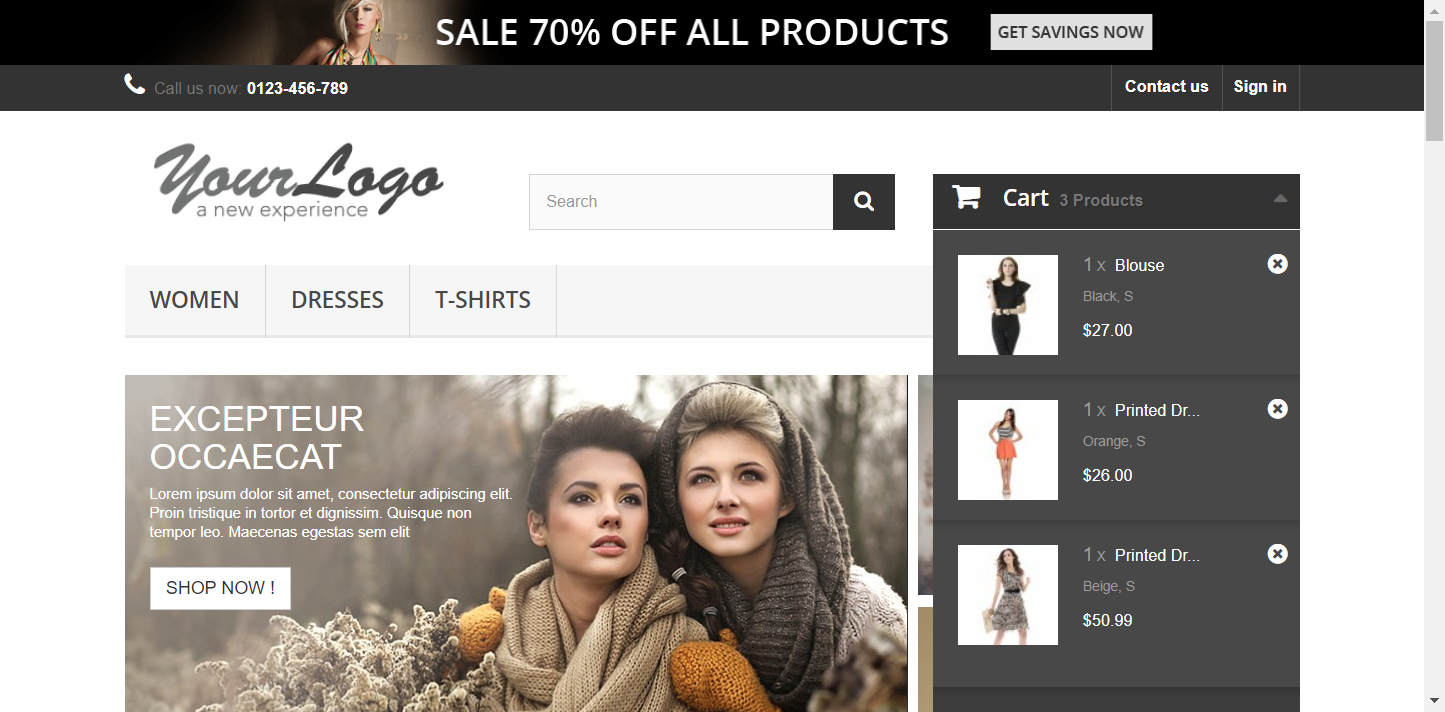 SALE 70% OFF ALL PRODUCTS
GET SAVINGS NOW
Call us now: 0123-456-789
Contact us
Sign in
YourLogo
a new experience
Search
Cart 3 Products
WOMEN
DRESSES
T-SHIRTS
1 x Blouse
Black, S
$27.00
1 x Printed Dr...
Orange, S
$26.00
1 x Printed Dr...
Beige, S
$50.99
EXCEPTEUR
OCCAECAT
Lorem ipsum dolor sit amet, consectetur adipiscing elit.
Proin tristique in tortor et dignissim. Quisque non
tempor leo. Maecenas egestas sem elit
SHOP NOW !